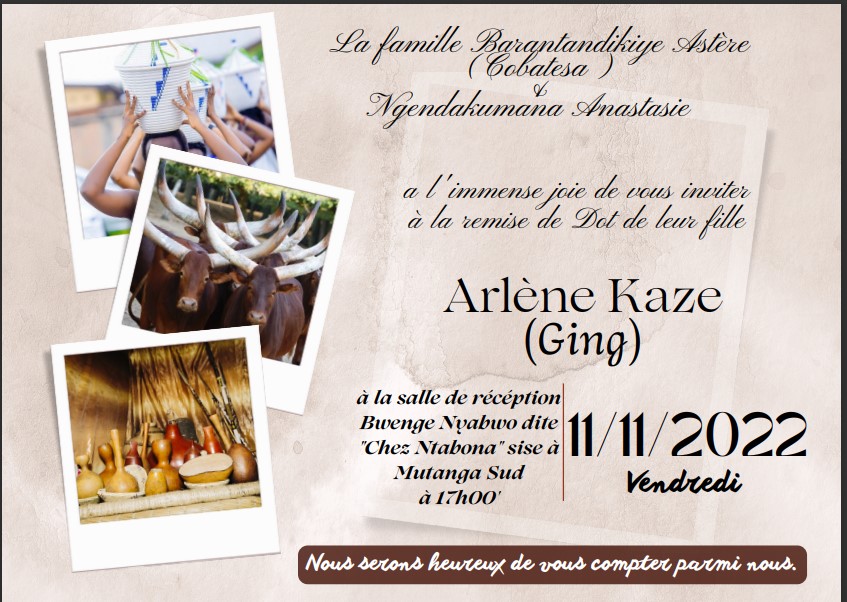 La famille Barantandikiye Astère
(Cobatesa )
&
Ngendakumana Anastasie
a l'immense joie de vous inviter
à la remise de Dot de leur fille
Arlène Kaze
(Ging)
à la salle de récéption
Bwenge Nyabwo dite
"Chez Ntabona" sise à
Mutanga Sud
à 17h00'
11/11/2022
Vendredi
Nous serons heureux de vous compter parmi nous.